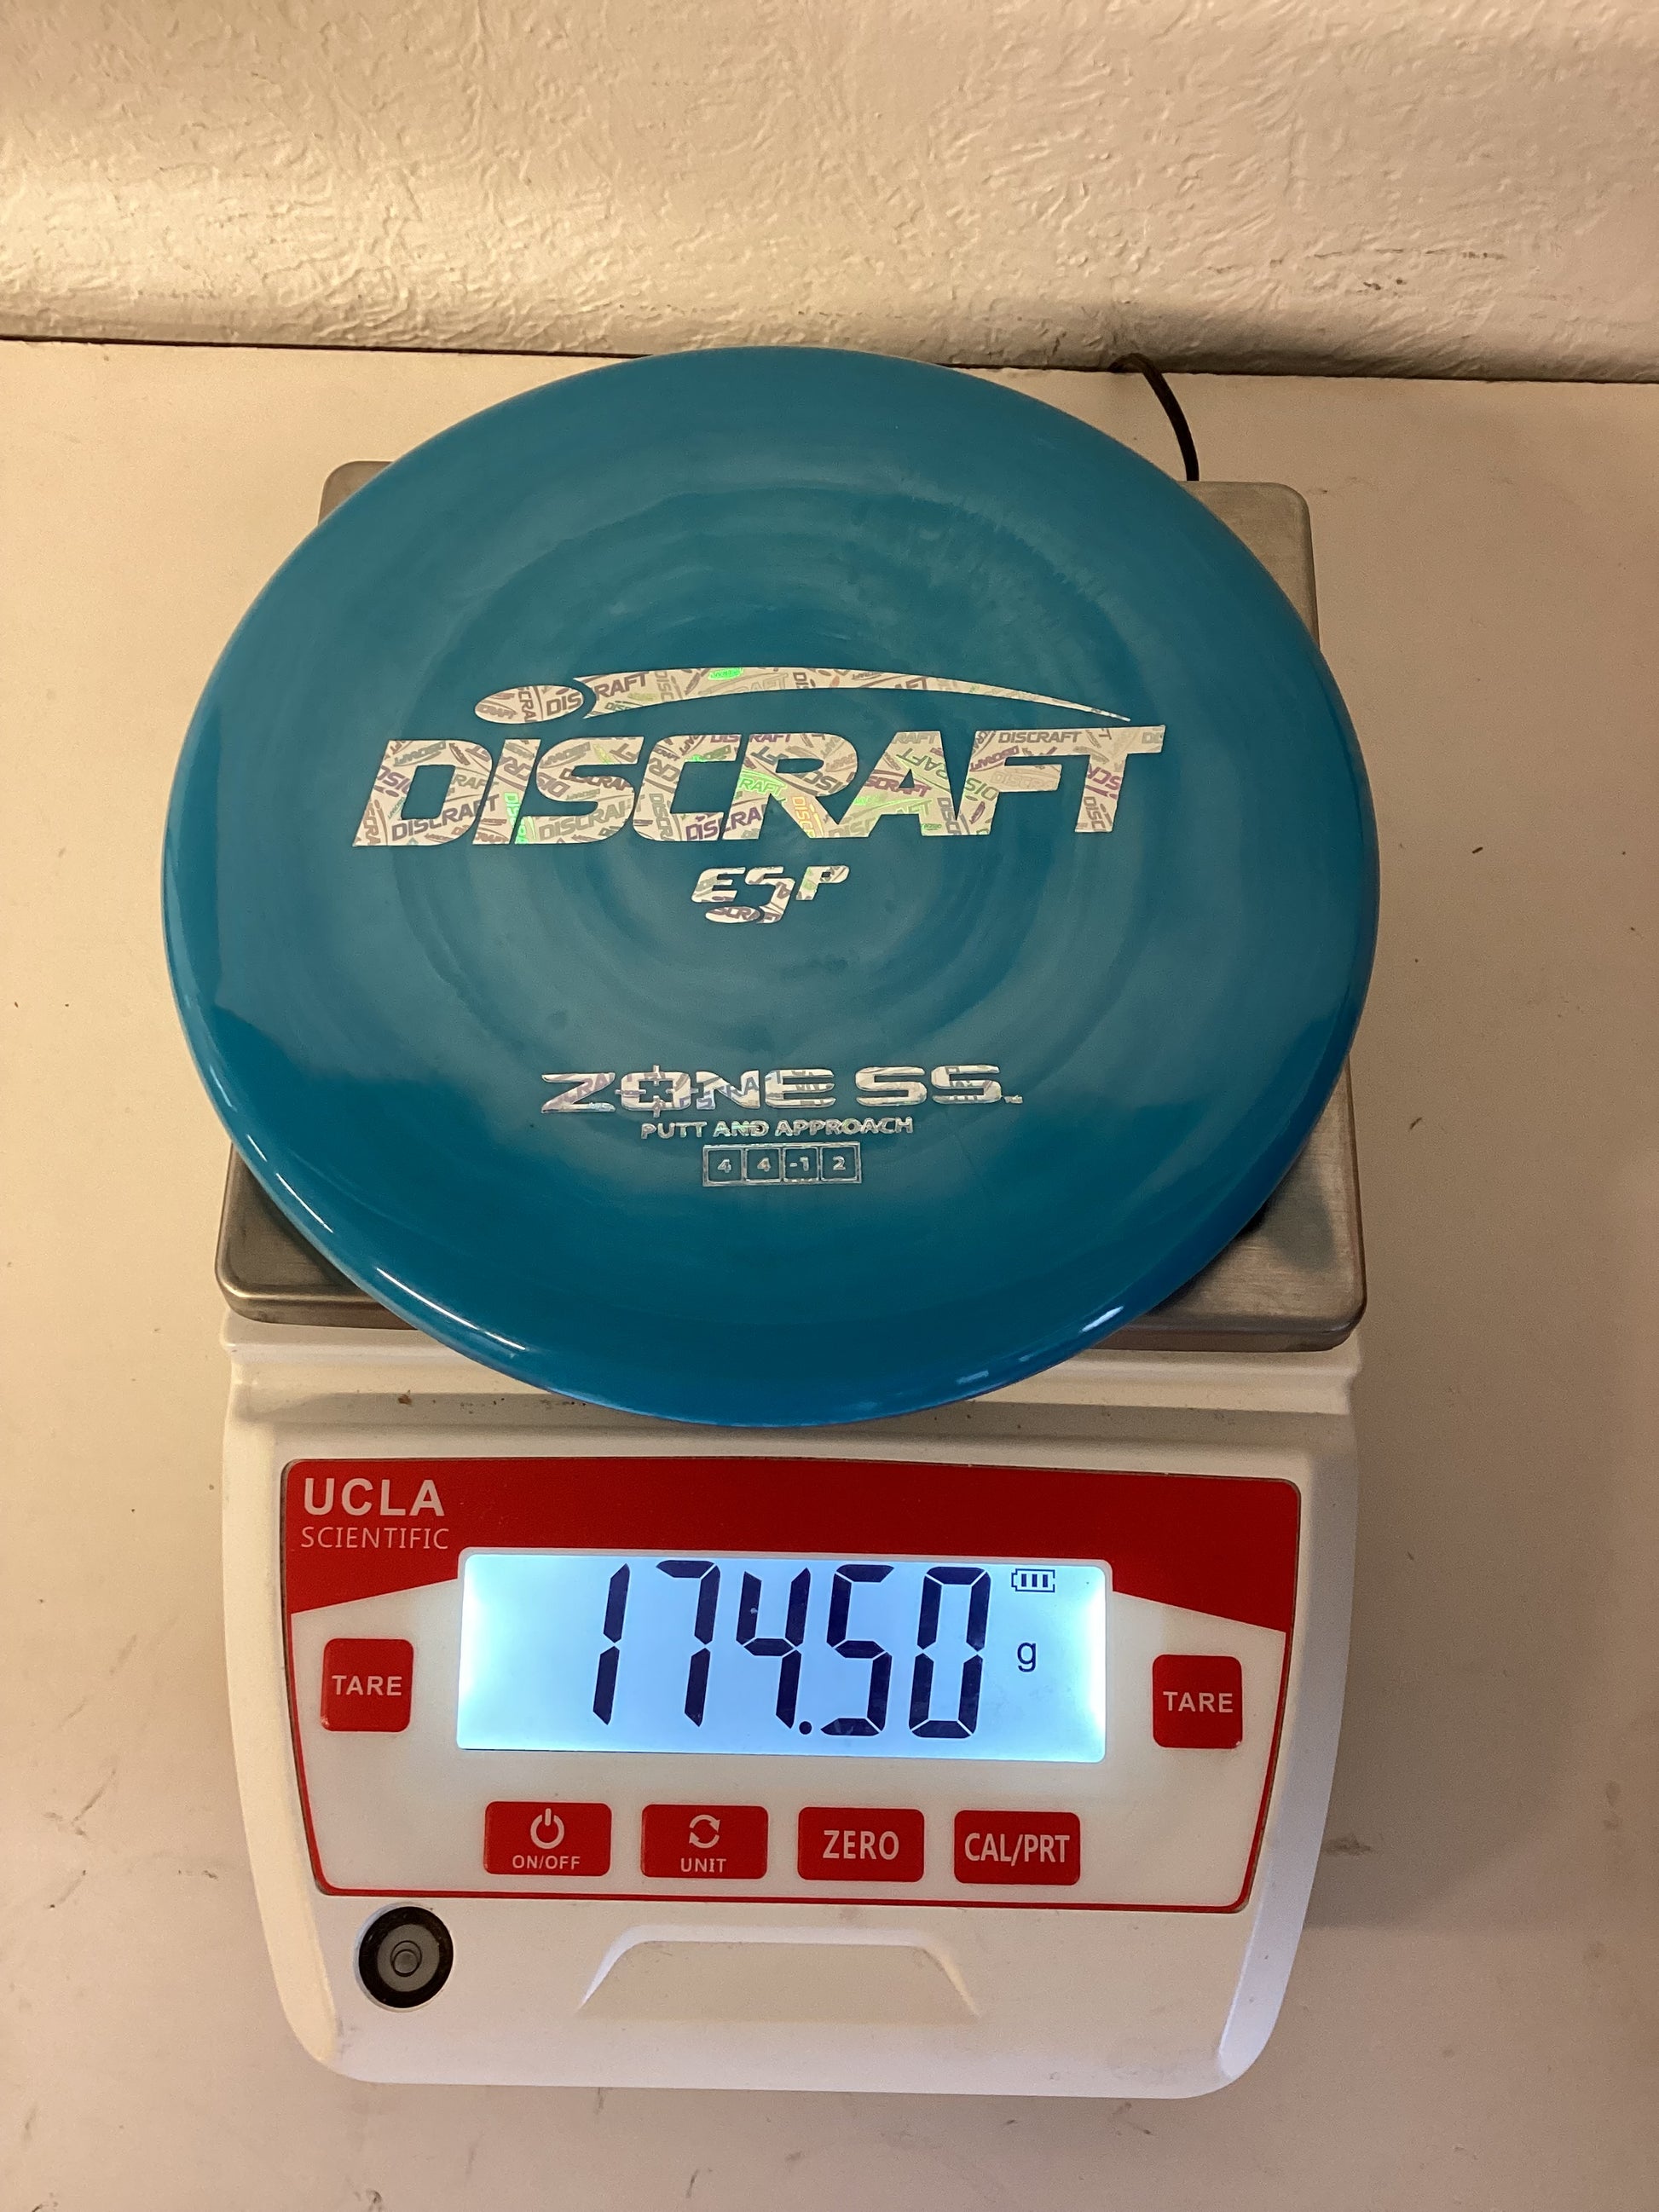 DISCRAFT
ESP
ZONE SS™
PUTT AND APPROACH
4 4 -1 2
UCLA
SCIENTIFIC
174.50 g
TARE
TARE
ON/OFF
UNIT
ZERO
CAL/PRT